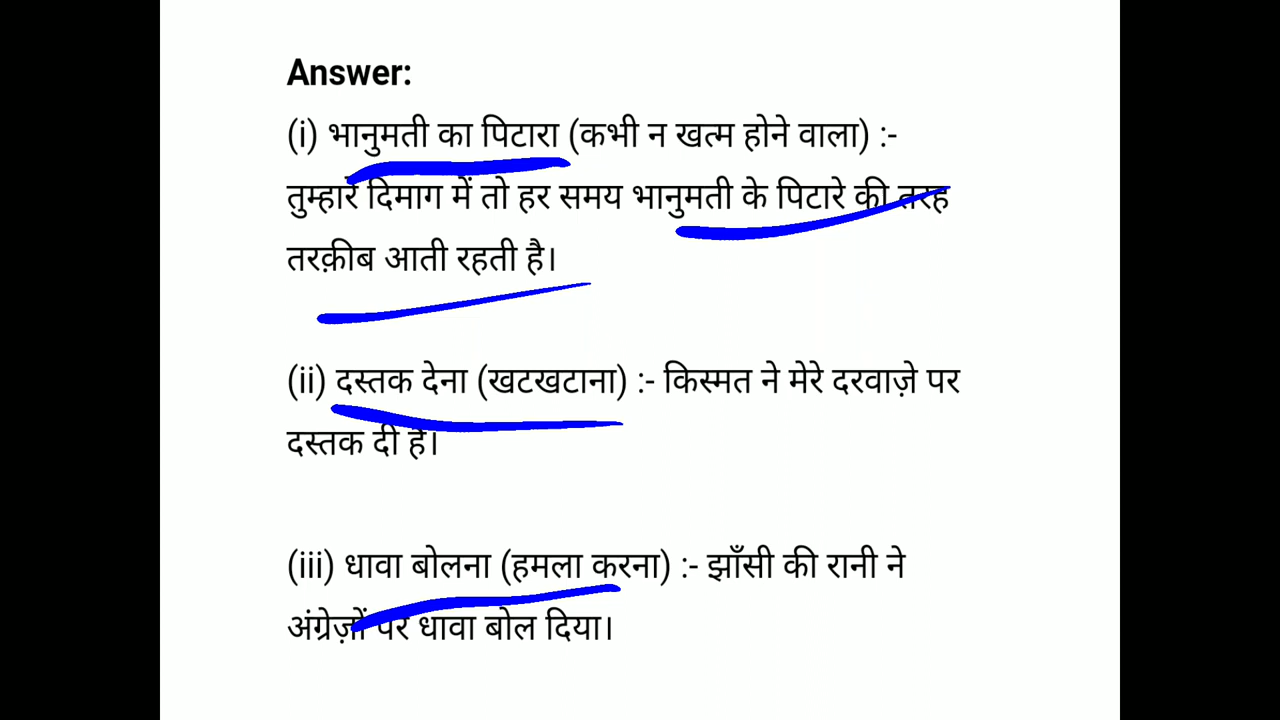 Answer:
(i) भानुमती का पिटारा (कभी न खत्म होने वाला) :-
तुम्हारे दिमाग में तो हर समय भानुमती के पिटारे की तरह
तरक़ीब आती रहती है।
(ii) दस्तक देना (खटखटाना) :- किस्मत ने मेरे दरवाज़े पर
दस्तक दी है।
(iii) धावा बोलना (हमला करना) :- झाँसी की रानी ने
अंग्रेज़ों पर धावा बोल दिया।